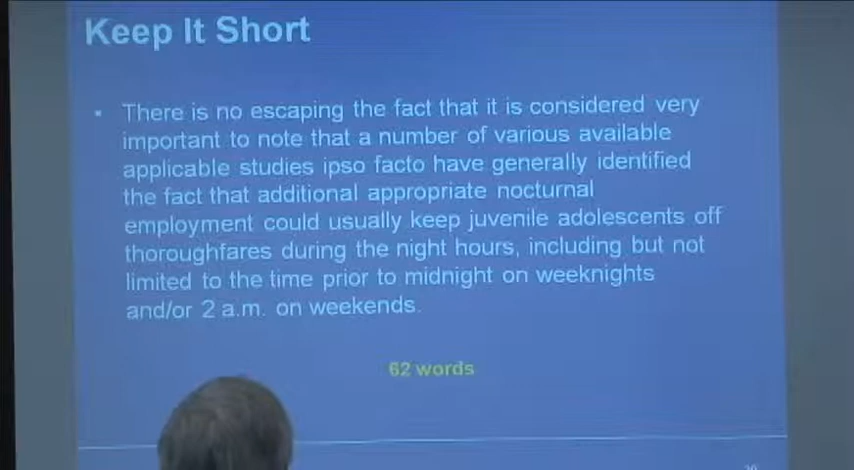 Keep It Short
• There is no escaping the fact that it is considered very
important to note that a number of various available
applicable studies ipso facto have generally identified
the fact that additional appropriate nocturnal
employment could usually keep juvenile adolescents off
thoroughfares during the night hours, including but not
limited to the time prior to midnight on weeknights
and/or 2 a.m. on weekends.
62 words